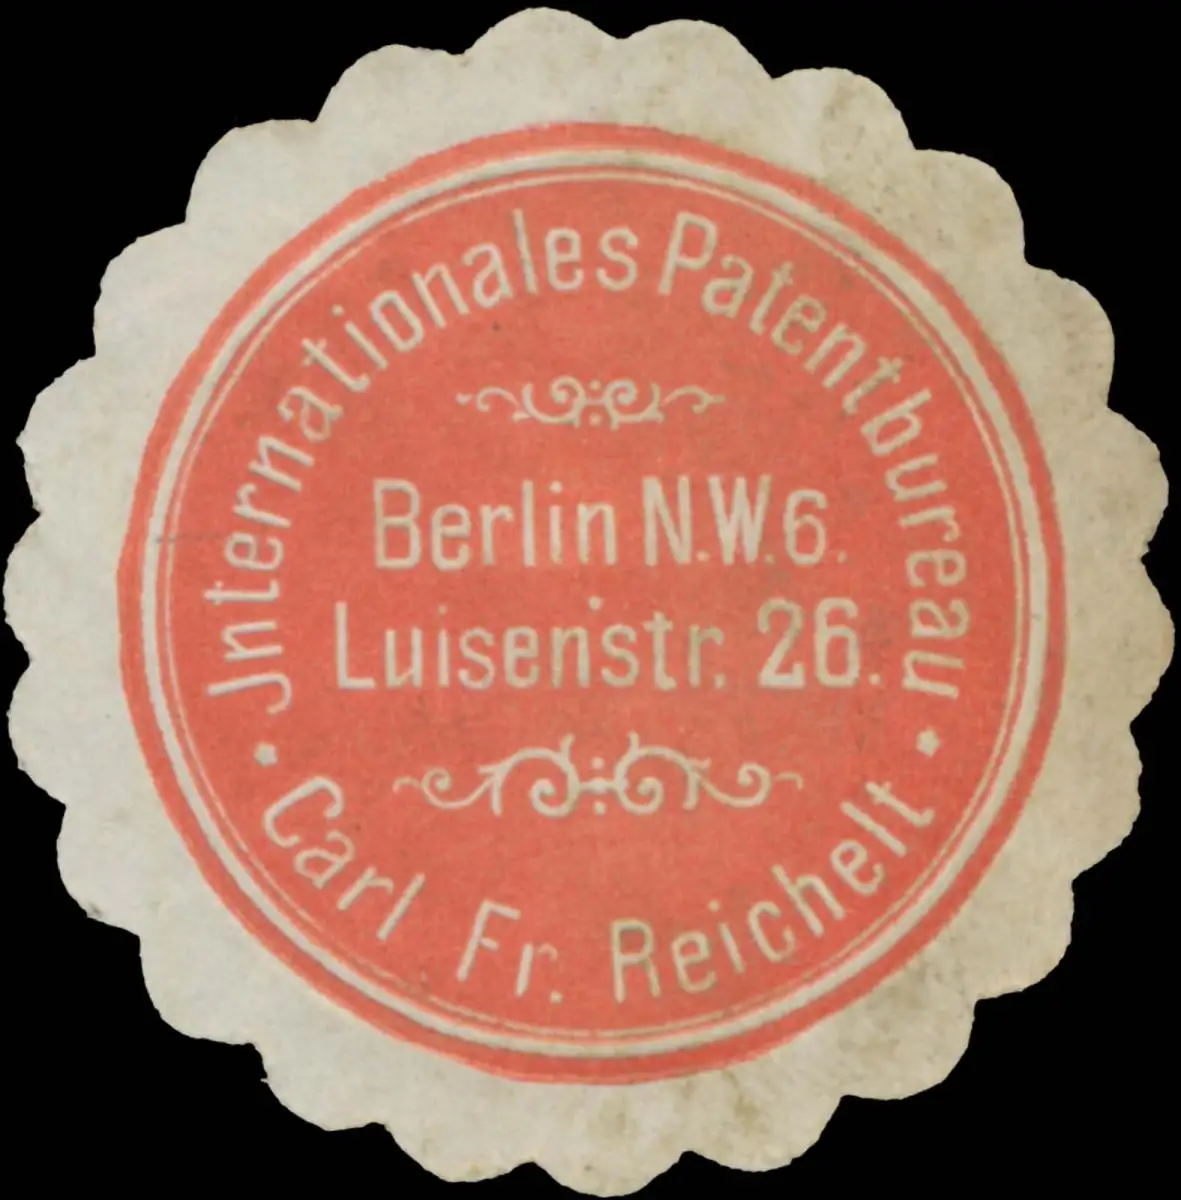 Jnternationales Patentbureau
Berlin N.W.6.
Luisenstr. 26.
Carl Fr. Reichelt